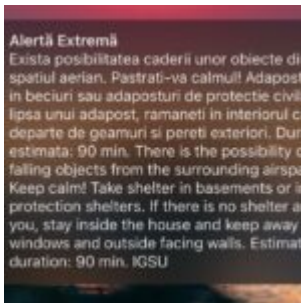 Alertă Extremă
Exista posibilitatea caderii unor obiecte di
spatiul aerian. Pastrati-va calmul! Adapos
in beciuri sau adaposturi de protectie civil
lipsa unui adapost, ramaneti in interiorul c
departe de geamuri si pereti exteriori. Dur
estimata: 90 min. There is the possibility o
falling objects from the surrounding airspa
Keep calm! Take shelter in basements or
protection shelters. If there is no shelter a
you, stay inside the house and keep away
windows and outside facing walls. Estimat
duration: 90 min. IGSU